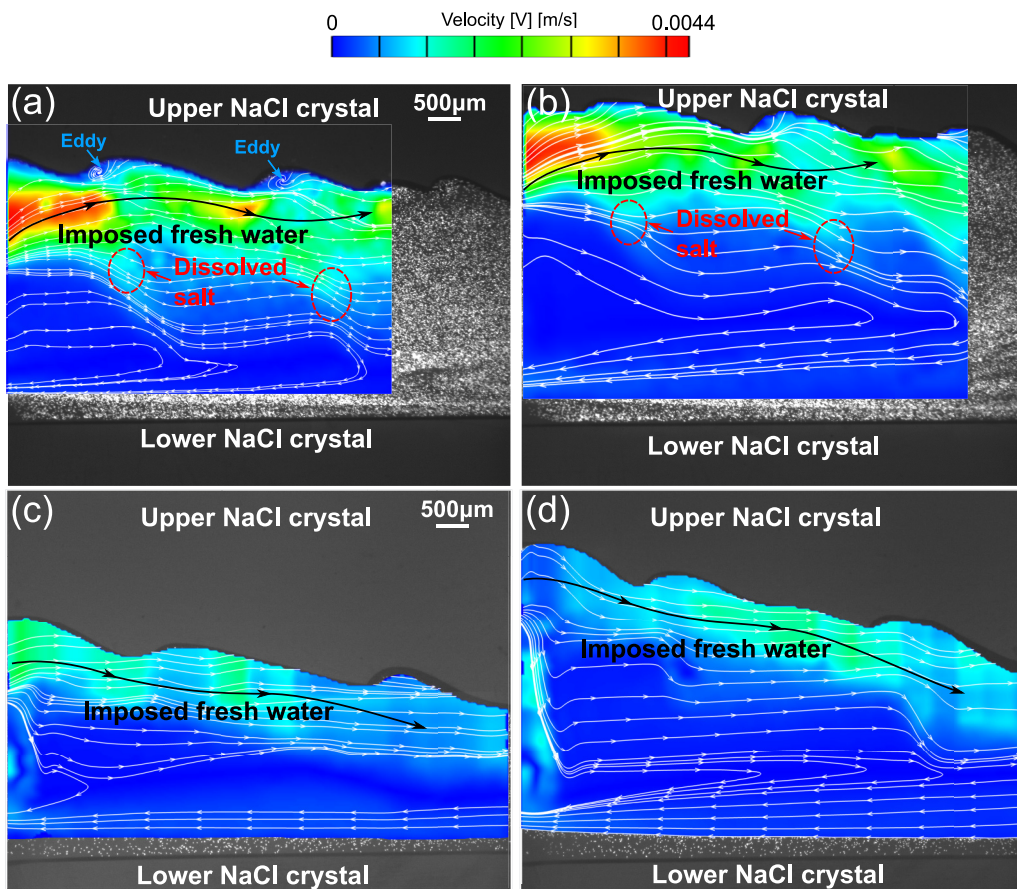 Velocity [V] [m/s]
0
0.0044
(a)
Upper NaCl crystal
500μm
Eddy
Eddy
Imposed fresh water
Dissolved
salt
Lower NaCl crystal
(b)
Upper NaCl crystal
Imposed fresh water
Dissolved
salt
Lower NaCl crystal
(c)
Upper NaCl crystal
500μm
Imposed fresh water
Lower NaCl crystal
(d)
Upper NaCl crystal
Imposed fresh water
Lower NaCl crystal